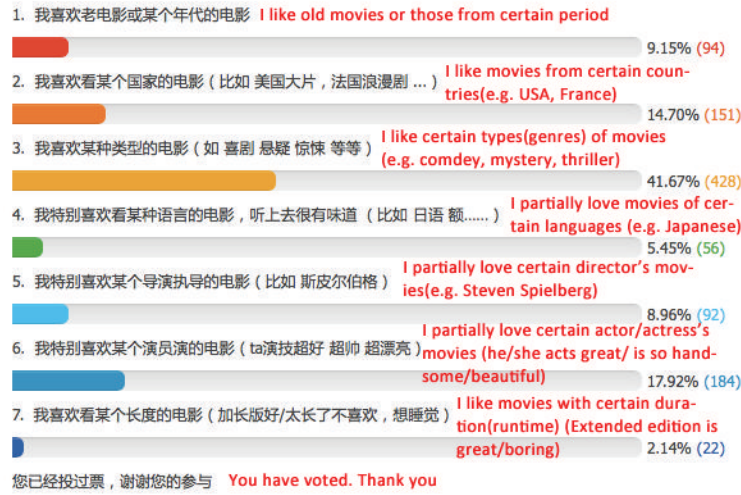 1. 我喜欢老电影或某个年代的电影 I like old movies or those from certain period
9.15% (94)
2. 我喜欢看某个国家的电影（比如 美国大片，法国浪漫剧 ...） I like movies from certain coun-
tries(e.g. USA, France)
14.70% (151)
3. 我喜欢某种类型的电影（如 喜剧 悬疑 惊悚 等等） I like certain types(genres) of movies
(e.g. comdey, mystery, thriller)
41.67% (428)
4. 我特别喜欢看某种语言的电影，听上去很有味道 （比如 日语 额......） I partially love movies of cer-
tain languages (e.g. Japanese)
5.45% (56)
5. 我特别喜欢某个导演执导的电影（比如 斯皮尔伯格） I partially love certain director's mov-
ies(e.g. Steven Spielberg)
8.96% (92)
I partially love certain actor/actress's
6. 我特别喜欢某个演员演的电影（ta演技超好 超帅 超漂亮） movies (he/she acts great/ is so hand-
some/beautiful)
17.92% (184)
7. 我喜欢看某个长度的电影（加长版好/太长了不喜欢，想睡觉） I like movies with certain dura-
tion(runtime) (Extended edition is
great/boring)
2.14% (22)
您已经投过票，谢谢您的参与 You have voted. Thank you